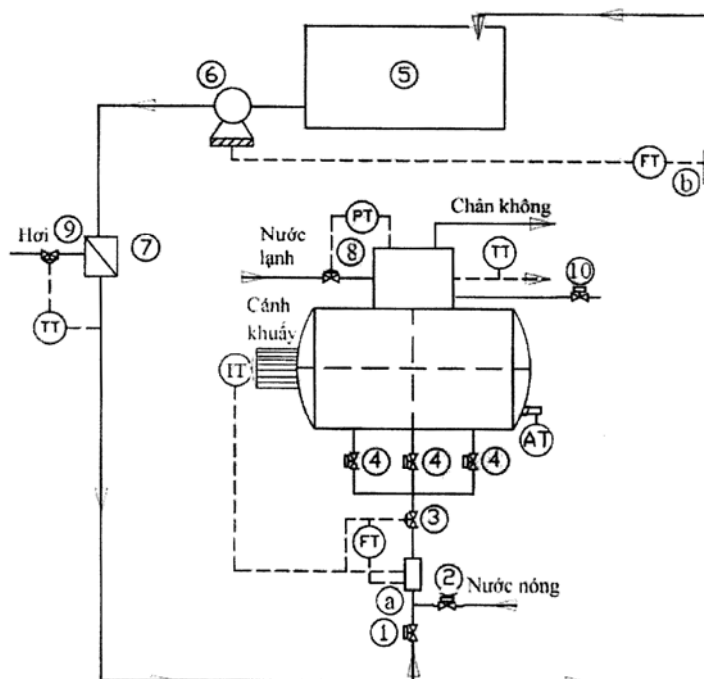 5
6
FT
b
PT
Chân không
9
Hơi
7
Nước
lạnh
8
TT
10
Cánh
khuấy
TT
IT
AT
4
4
4
3
FT
2
Nước nóng
a
1